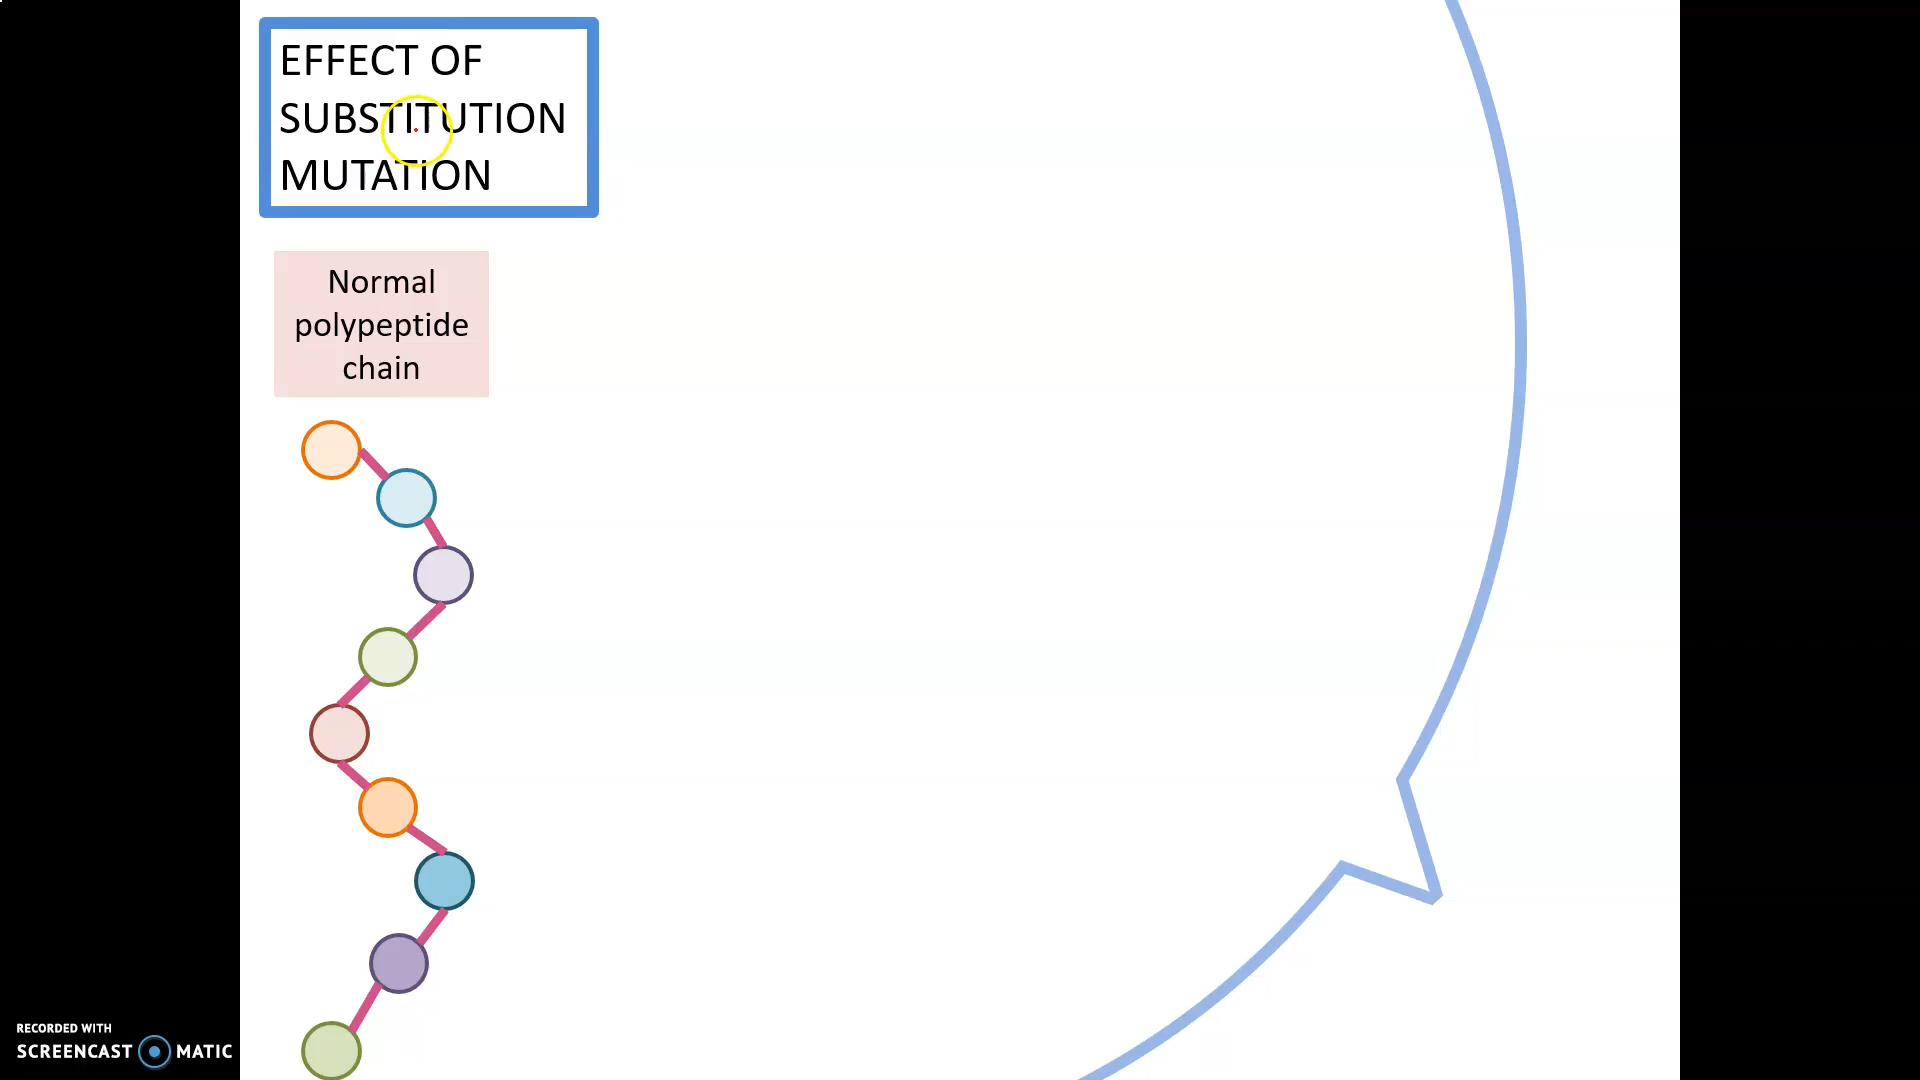 EFFECT OF
SUBSTITUTION
MUTATION
Normal
polypeptide
chain
RECORDED WITH
SCREENCAST MATIC